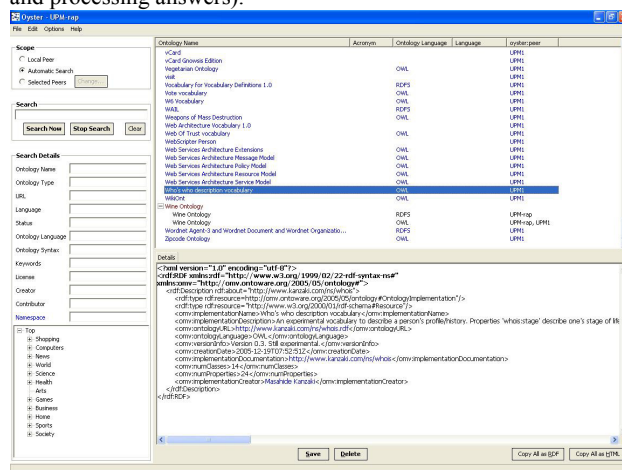 and processing answers).
Oyster - UPM-rap
File Edit Options Help
Scope
Local Peer
Automatic Search
Selected Peers Change...
Search
Search Now Stop Search Clear
Search Details
Ontology Name
Ontology Type
URL
Language
Status
Ontology Language
Ontology Syntax
Keywords
License
Creator
Contributor
Namespace
Top
Shopping
Computers
News
World
Science
Health
Arts
Games
Business
Home
Sports
Society
Ontology Name Acronym Ontology Language Language oyster:peer
vCard UPM1
vCard Gnowsis Edition UPM1
Vegetarian Ontology OWL UPM1
visit UPM1
Vocabulary for Vocabulary Definitions 1.0 RDFS UPM1
Vote vocabulary OWL UPM1
W6 Vocabulary OWL UPM1
WAIL RDFS UPM1
Weapons of Mass Destruction OWL UPM1
Web Architecture Vocabulary 1.0 UPM1
Web Of Trust vocabulary OWL UPM1
WebScripter Person UPM1
Web Services Architecture Extensions OWL UPM1
Web Services Architecture Message Model OWL UPM1
Web Services Architecture Policy Model OWL UPM1
Web Services Architecture Resource Model OWL UPM1
Web Services Architecture Service Model OWL UPM1
Who's who description vocabulary OWL UPM1
WikiOnt OWL UPM1
Wine Ontology
Wine Ontology RDFS UPM-rap
Wine Ontology OWL UPM-rap, UPM1
Wordnet Agent-3 and Wordnet Document and Wordnet Organizatio... RDFS UPM1
Zipcode Ontology OWL UPM1
Details
<?xml version="1.0" encoding="utf-8"?>
<rdf:RDF xmlns:rdf="http://www.w3.org/1999/02/22-rdf-syntax-ns#"
xmlns:omv="http://omv.ontoware.org/2005/05/ontology#">
<rdf:Description rdf:about="http://www.kanzaki.com/ns/whois">
<rdf:type rdf:resource=http://omv.ontoware.org/2005/05/ontology#OntologyImplementation"/>
<rdf:type rdf:resource="http://www.w3.org/2000/01/rdf-schema#Resource"/>
<omv:implementationName>Who's who description vocabulary</omv:implementationName>
<omv:implementationDescription>An experimental vocabulary to describe a person's profile/history. Properties 'whois:stage' describe one's stage of life
<omv:ontologyURL>http://www.kanzaki.com/ns/whois.rdf</omv:ontologyURL>
<omv:ontologyLanguage>OWL</omv:ontologyLanguage>
<omv:versionInfo>Version 0.3. Still experimental.</omv:versionInfo>
<omv:creationDate>2005-12-19T07:52:51Z</omv:creationDate>
<omv:implementationDocumentation>http://www.kanzaki.com/ns/whois</omv:implementationDocumentation>
<omv:numClasses>14</omv:numClasses>
<omv:numProperties>24</omv:numProperties>
<omv:implementationCreator>Masahide Kanzaki</omv:implementationCreator>
</rdf:Description>
</rdf:RDF>
Save Delete Copy All as RDF Copy All as HTML